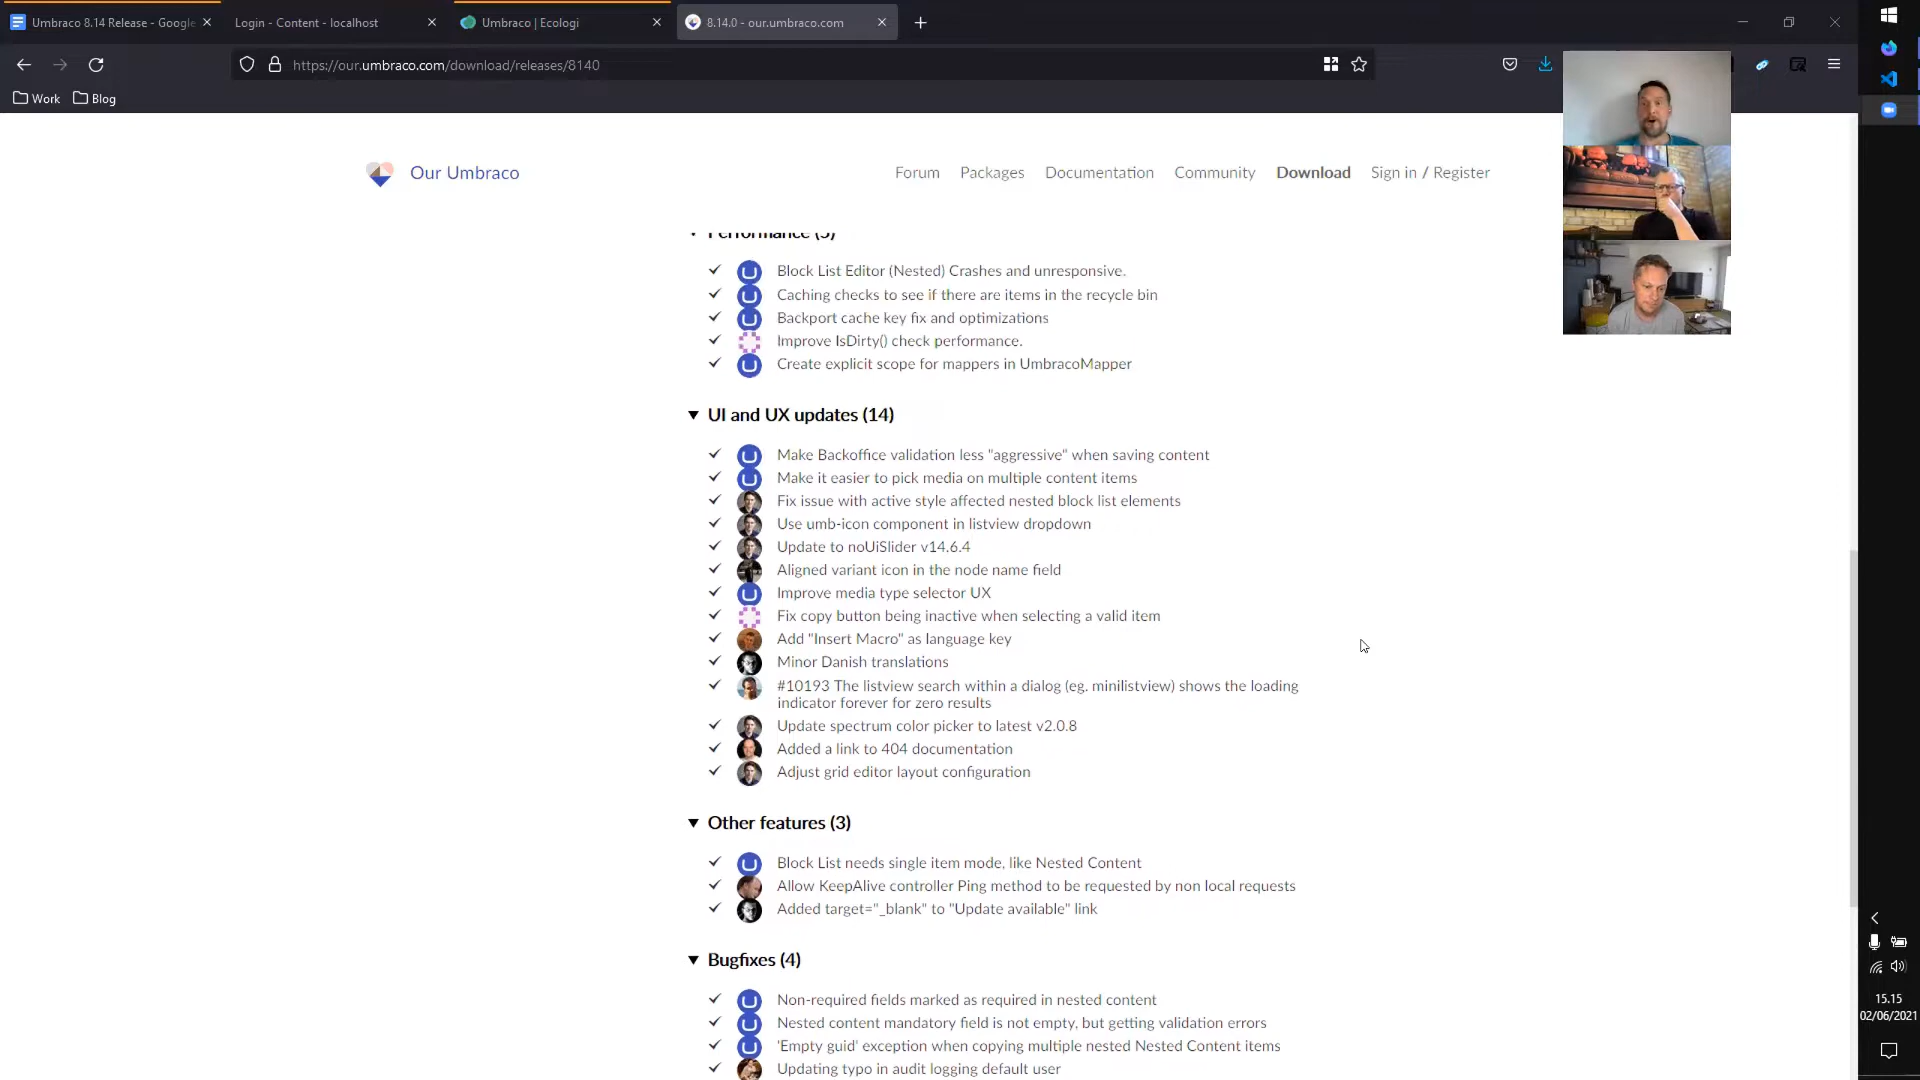 Umbraco 8.14 Release - Google
Login - Content - localhost
Umbraco | Ecologi
8.14.0 - our.umbraco.com
https://our.umbraco.com/download/releases/8140
Work
Blog
Our Umbraco
Forum
Packages
Documentation
Community
Download
Sign in / Register
Performance (5)
Block List Editor (Nested) Crashes and unresponsive.
Caching checks to see if there are items in the recycle bin
Backport cache key fix and optimizations
Improve IsDirty() check performance.
Create explicit scope for mappers in UmbracoMapper
UI and UX updates (14)
Make Backoffice validation less "aggressive" when saving content
Make it easier to pick media on multiple content items
Fix issue with active style affected nested block list elements
Use umb-icon component in listview dropdown
Update to noUiSlider v14.6.4
Aligned variant icon in the node name field
Improve media type selector UX
Fix copy button being inactive when selecting a valid item
Add "Insert Macro" as language key
Minor Danish translations
#10193 The listview search within a dialog (eg. minilistview) shows the loading
indicator forever for zero results
Update spectrum color picker to latest v2.0.8
Added a link to 404 documentation
Adjust grid editor layout configuration
Other features (3)
Block List needs single item mode, like Nested Content
Allow KeepAlive controller Ping method to be requested by non local requests
Added target="_blank" to "Update available" link
Bugfixes (4)
Non-required fields marked as required in nested content
Nested content mandatory field is not empty, but getting validation errors
'Empty guid' exception when copying multiple nested Nested Content items
Updating typo in audit logging default user
15.15
02/06/2021